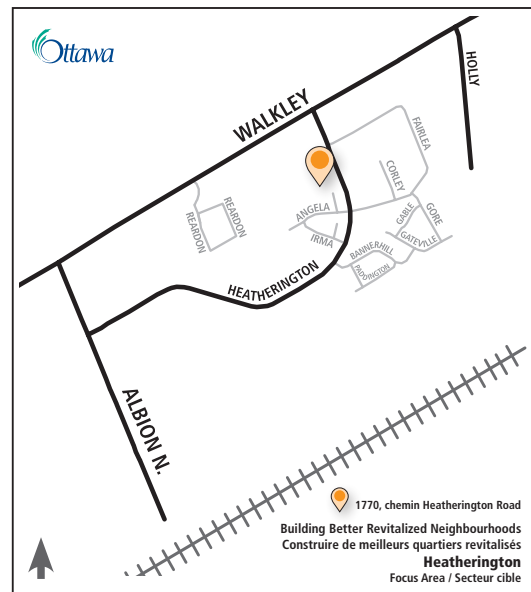 Ottawa
WALKLEY
HOLLY
FAIRLEA
CORLEY
REARDON
REARDON
ANGELA
IRMA
GABLE
GORE
GATEVILLE
BANNERHILL
PADDINGTON
HEATHERINGTON
ALBION N.
1770, chemin Heatherington Road
Building Better Revitalized Neighbourhoods
Construire de meilleurs quartiers revitalisés
Heatherington
Focus Area / Secteur cible